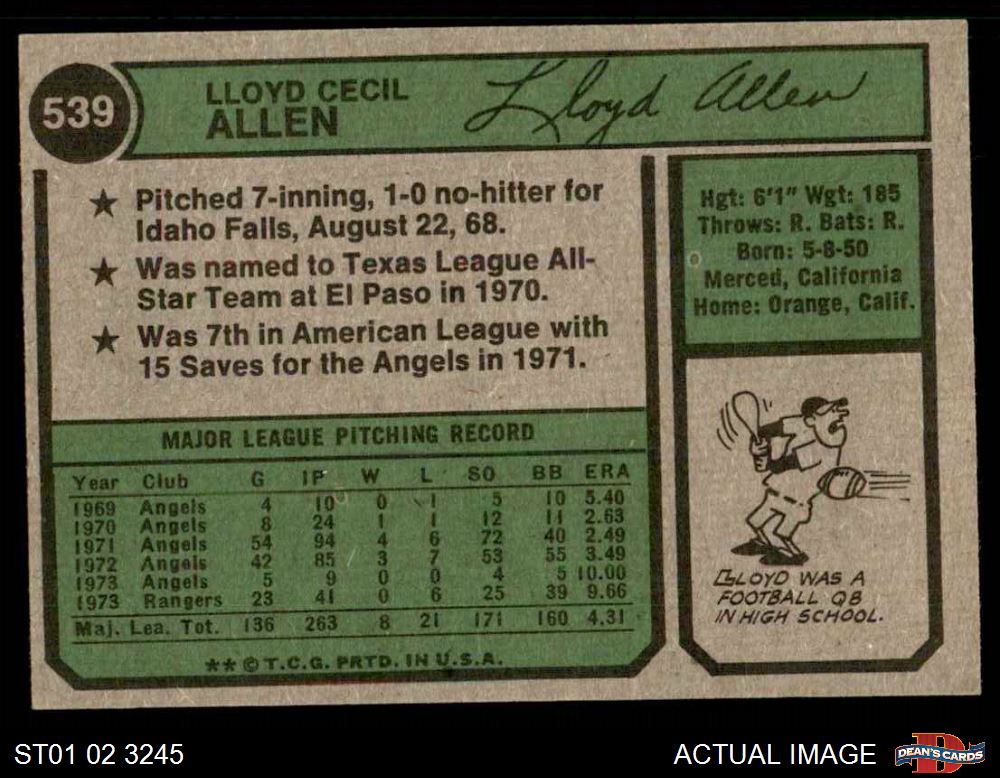 539
LLOYD CECIL
ALLEN
Lloyd Allen
★ Pitched 7-inning, 1-0 no-hitter for
Idaho Falls, August 22, 68.
★ Was named to Texas League All-
Star Team at El Paso in 1970.
★ Was 7th in American League with
15 Saves for the Angels in 1971.
Hgt: 6'1" Wgt: 185
Throws: R. Bats: R.
Born: 5-8-50
Merced, California
Home: Orange, Calif.
MAJOR LEAGUE PITCHING RECORD
Year Club G IP W L SO BB ERA
1969 Angels 4 10 0 1 5 10 5.40
1970 Angels 8 24 1 1 12 11 2.63
1971 Angels 54 94 4 6 72 40 2.49
1972 Angels 42 85 3 7 53 55 3.49
1973 Angels 5 9 0 0 4 5 10.00
1973 Rangers 23 41 0 6 25 39 9.66
Maj. Lea. Tot. 136 263 8 21 171 160 4.31
** © T.C.G. PRTD. IN U.S.A.
LLOYD WAS A
FOOTBALL QB
IN HIGH SCHOOL.
ST01 02 3245
ACTUAL IMAGE
DEAN'S CARDS